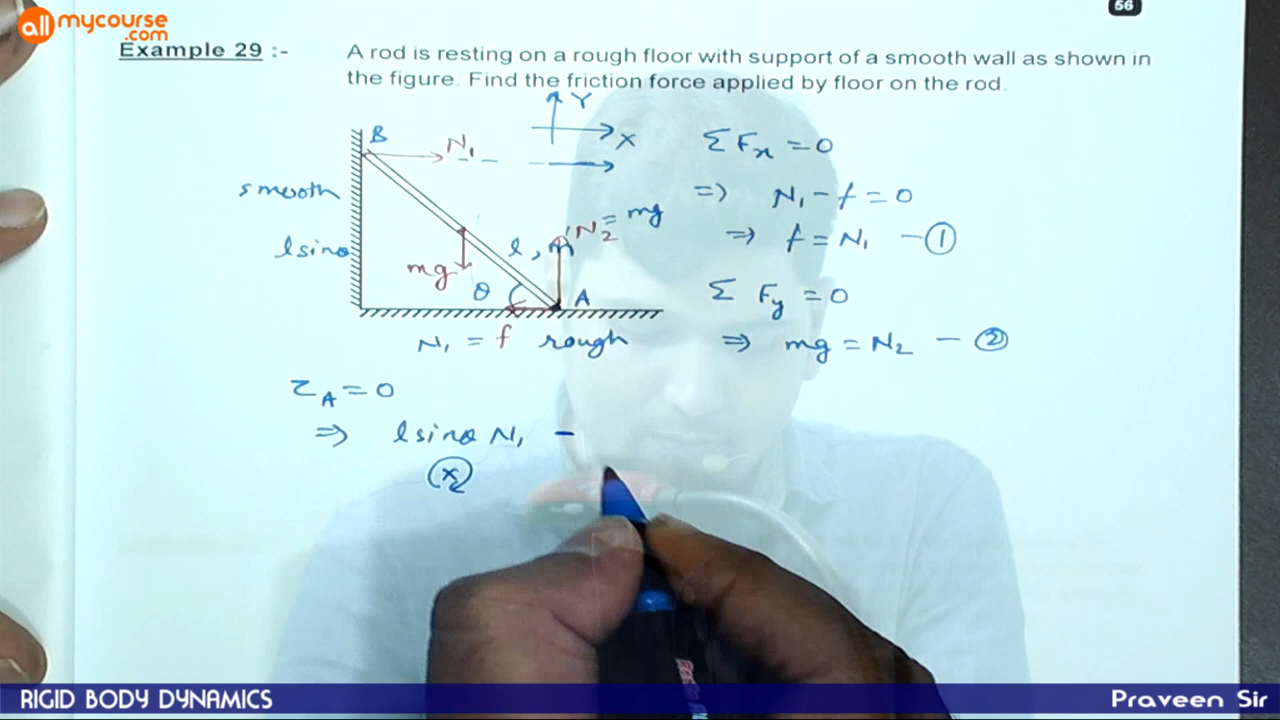 56
all mycourse .com
Example 29 :- A rod is resting on a rough floor with support of a smooth wall as shown in
the figure. Find the friction force applied by floor on the rod.
Y
X
B
N₁
smooth
l sinθ
mg
l, m
N₂ = mg
θ
A
N₁ = f rough
ΣFx = 0
⇒ N₁ - f = 0
⇒ f = N₁ - ①
Σ Fy = 0
⇒ mg = N₂ - ②
τA = 0
⇒ l sinθ N₁ -
RIGID BODY DYNAMICS
Praveen Sir